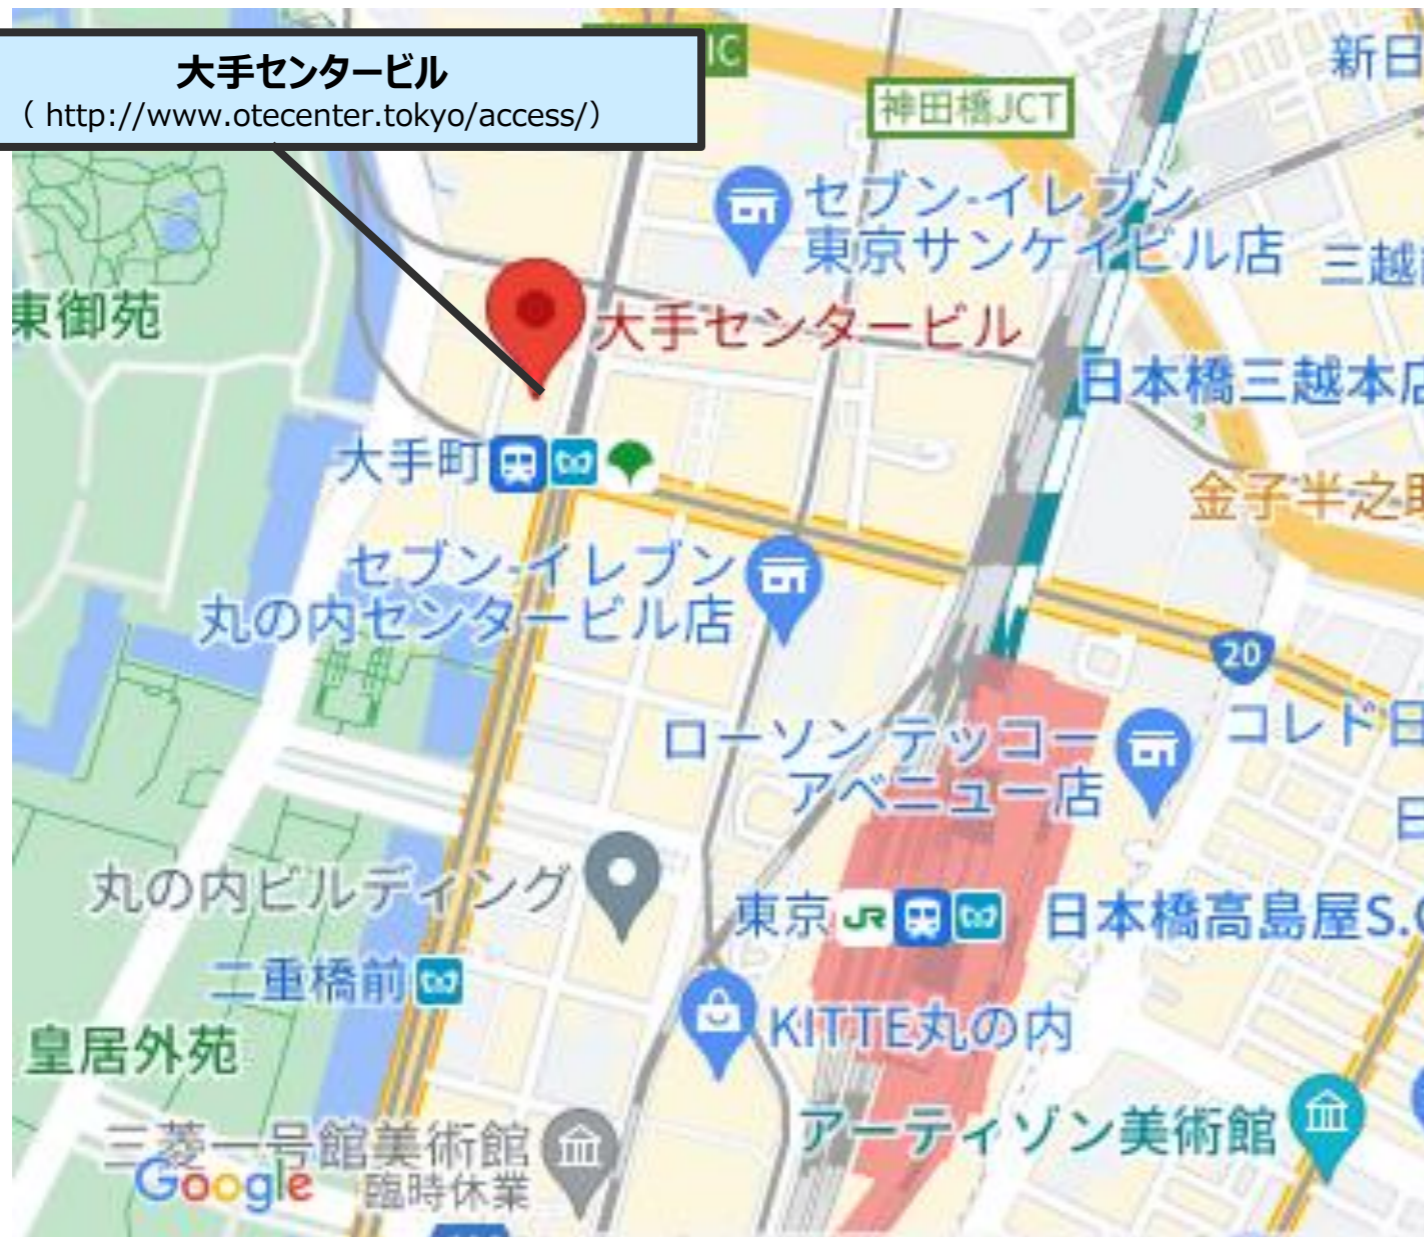 大手センタービル
( http://www.otecenter.tokyo/access/)
IC
神田橋JCT
新日
セブン-イレブン
東京サンケイビル店
三越
東御苑
大手センタービル
日本橋三越本店
大手町
金子半之助
セブン-イレブン
丸の内センタービル店
20
ローソン テッコー
アベニュー店
コレド日
日
丸の内ビルディング
東京
JR
日本橋高島屋S.C
二重橋前
KITTE丸の内
皇居外苑
アーティゾン美術館
三菱一号館美術館
臨時休業
Google